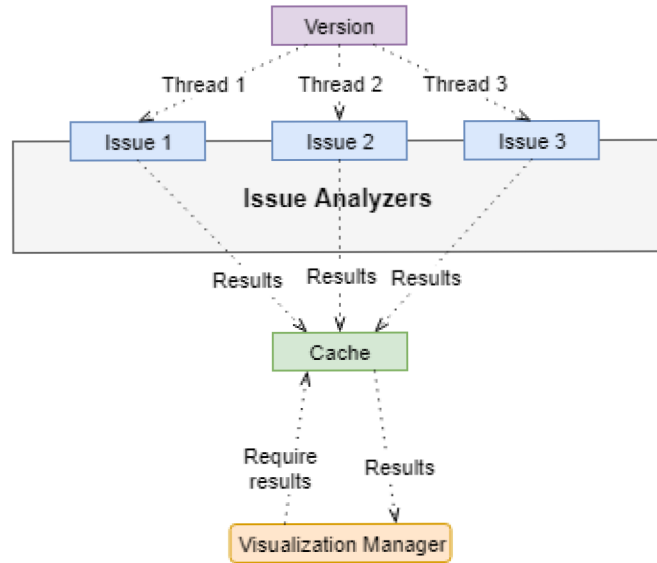 Version
Thread 1
Thread 2
Thread 3
Issue 1
Issue 2
Issue 3
Issue Analyzers
Results
Results
Results
Cache
Require
results
Results
Visualization Manager